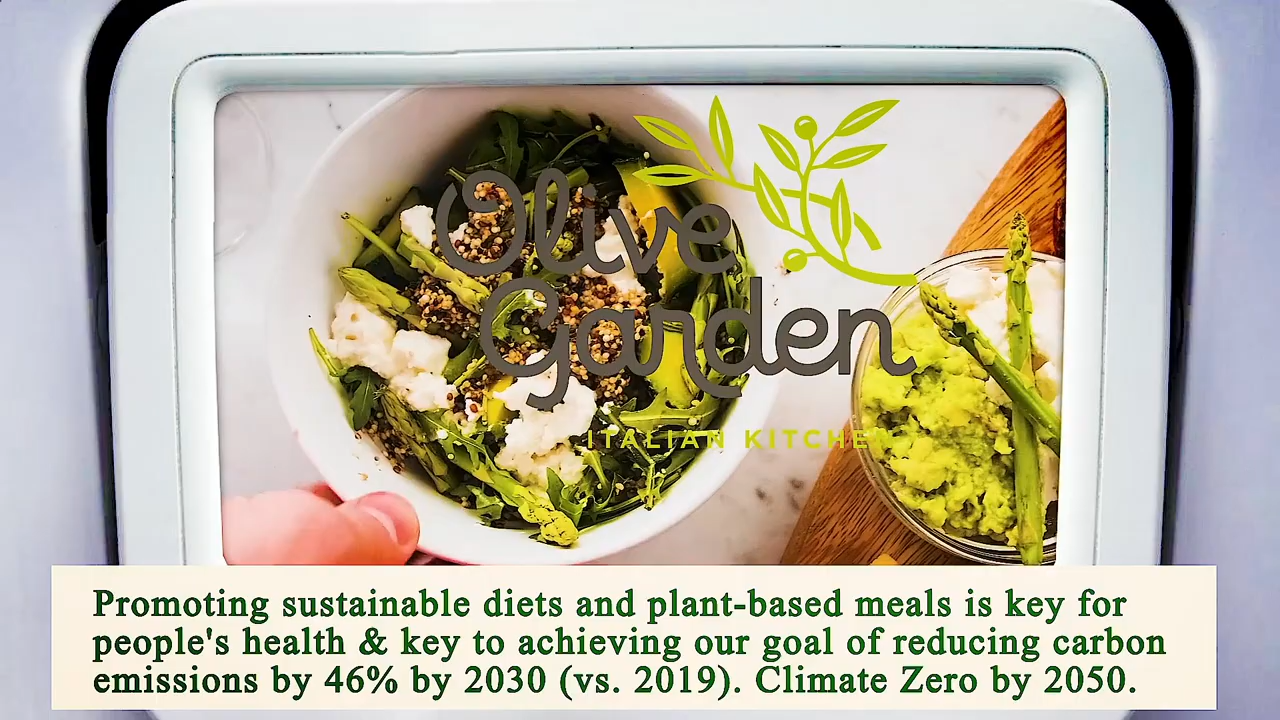 Olive
Garden
ITALIAN KITCHEN
Promoting sustainable diets and plant-based meals is key for
people's health & key to achieving our goal of reducing carbon
emissions by 46% by 2030 (vs. 2019). Climate Zero by 2050.